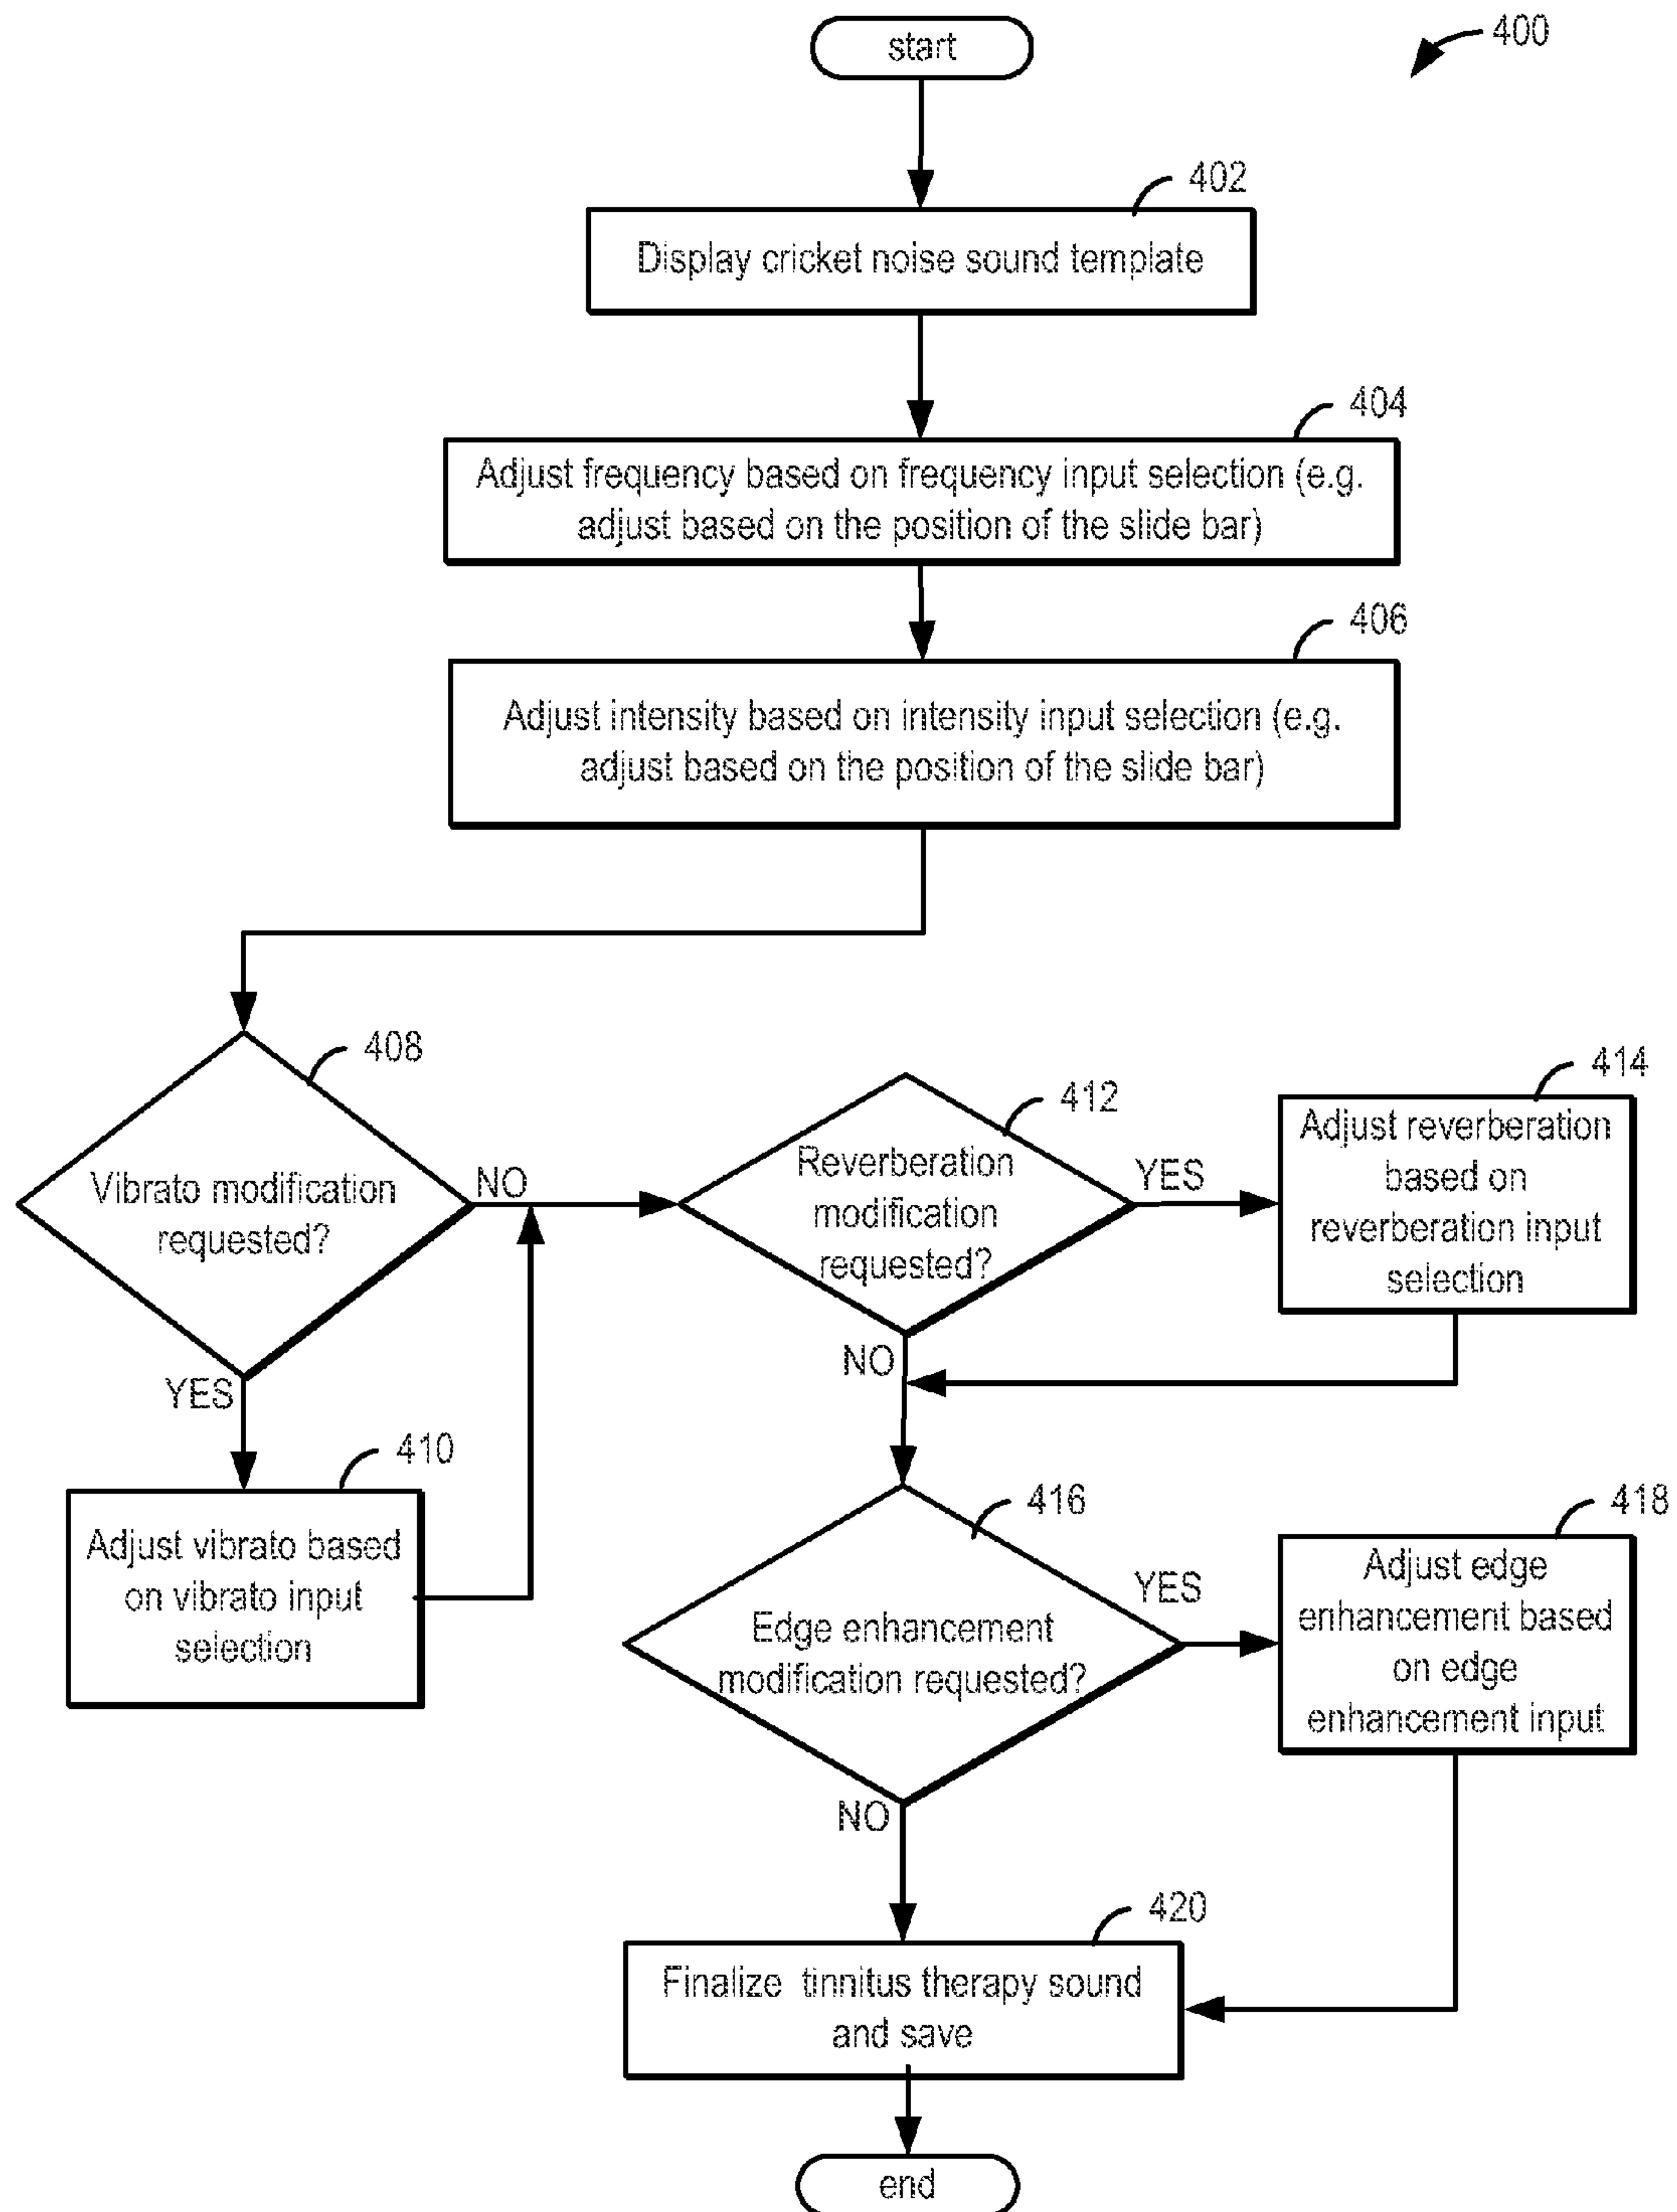 start
400
402
Display cricket noise sound template
404
Adjust frequency based on frequency input selection (e.g.
adjust based on the position of the slide bar)
406
Adjust intensity based on intensity input selection (e.g.
adjust based on the position of the slide bar)
408
Vibrato modification
requested?
NO
YES
410
Adjust vibrato based
on vibrato input
selection
412
Reverberation
modification
requested?
YES
NO
414
Adjust reverberation
based on
reverberation input
selection
416
Edge enhancement
modification requested?
YES
NO
418
Adjust edge
enhancement based
on edge
enhancement input
420
Finalize tinnitus therapy sound
and save
end